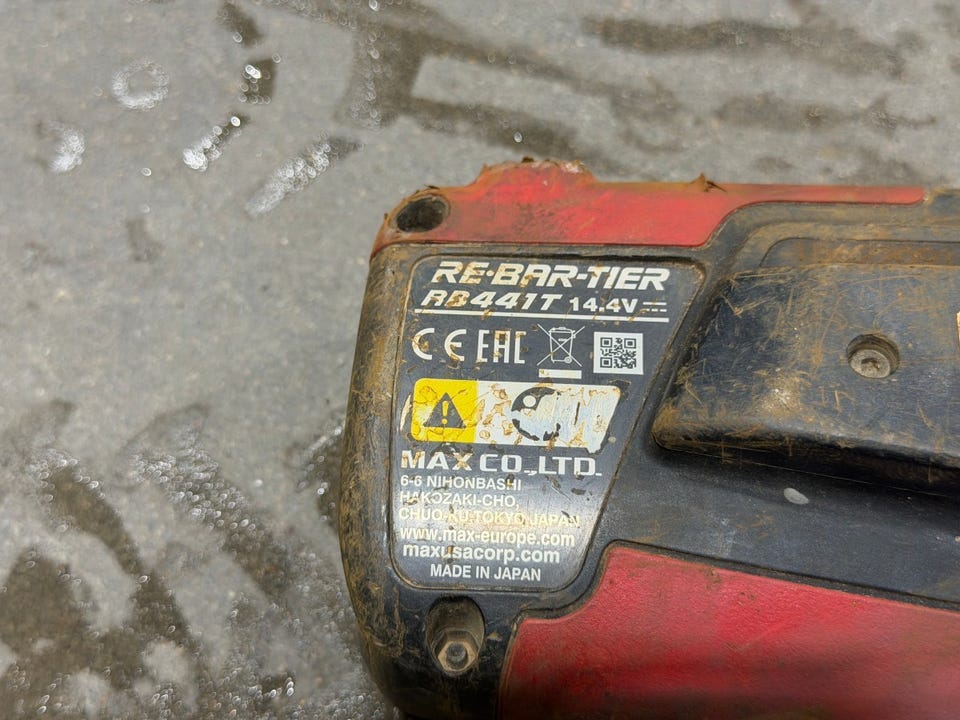 RE·BAR-TIER
RB441T 14.4V
CE EAC
MAX CO.,LTD.
6-6 NIHONBASHI
HAKOZAKI-CHO,
CHUO-KU,TOKYO,JAPAN
www.max-europe.com
maxusacorp.com
MADE IN JAPAN